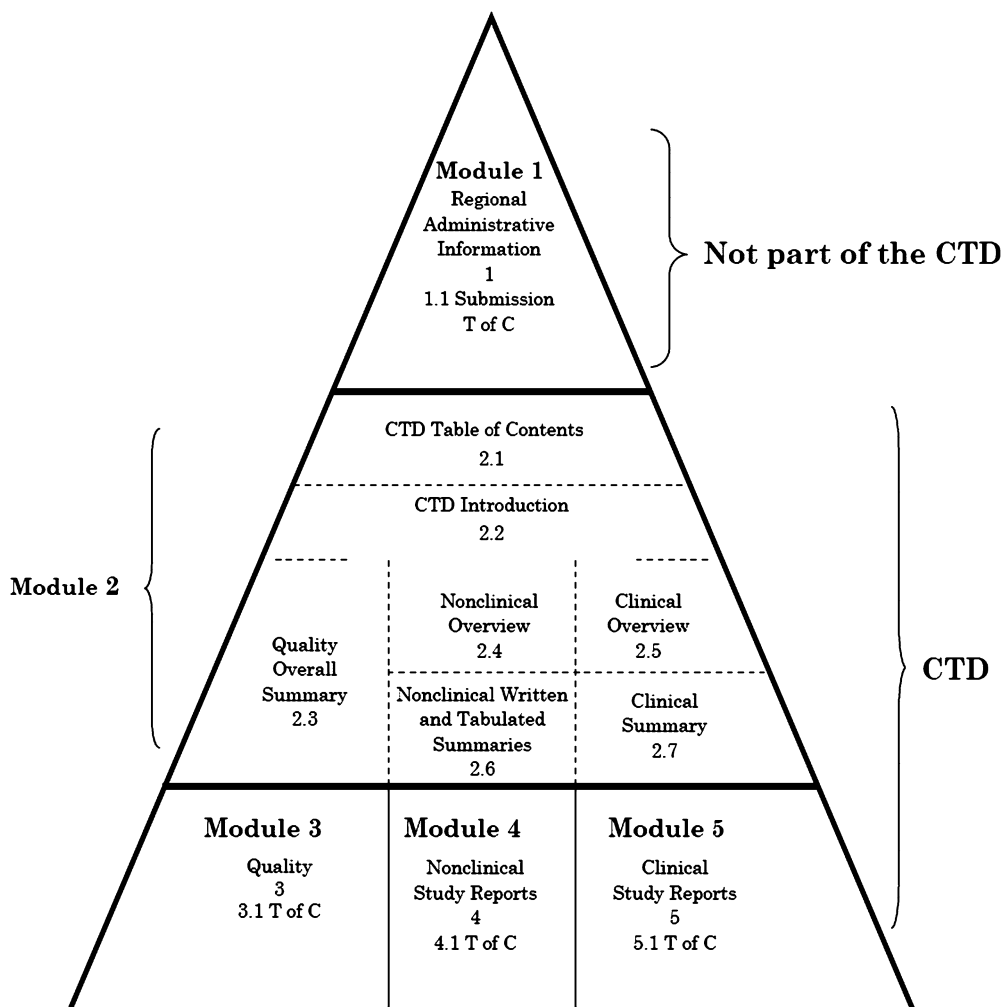 Module 1
Regional
Administrative
Information
1
1.1 Submission
T of C
Not part of the CTD
CTD Table of Contents
2.1
CTD Introduction
2.2
Module 2
Quality
Overall
Summary
2.3
Nonclinical
Overview
2.4
Clinical
Overview
2.5
Nonclinical Written
and Tabulated
Summaries
2.6
Clinical
Summary
2.7
CTD
Module 3
Quality
3
3.1 T of C
Module 4
Nonclinical
Study Reports
4
4.1 T of C
Module 5
Clinical
Study Reports
5
5.1 T of C